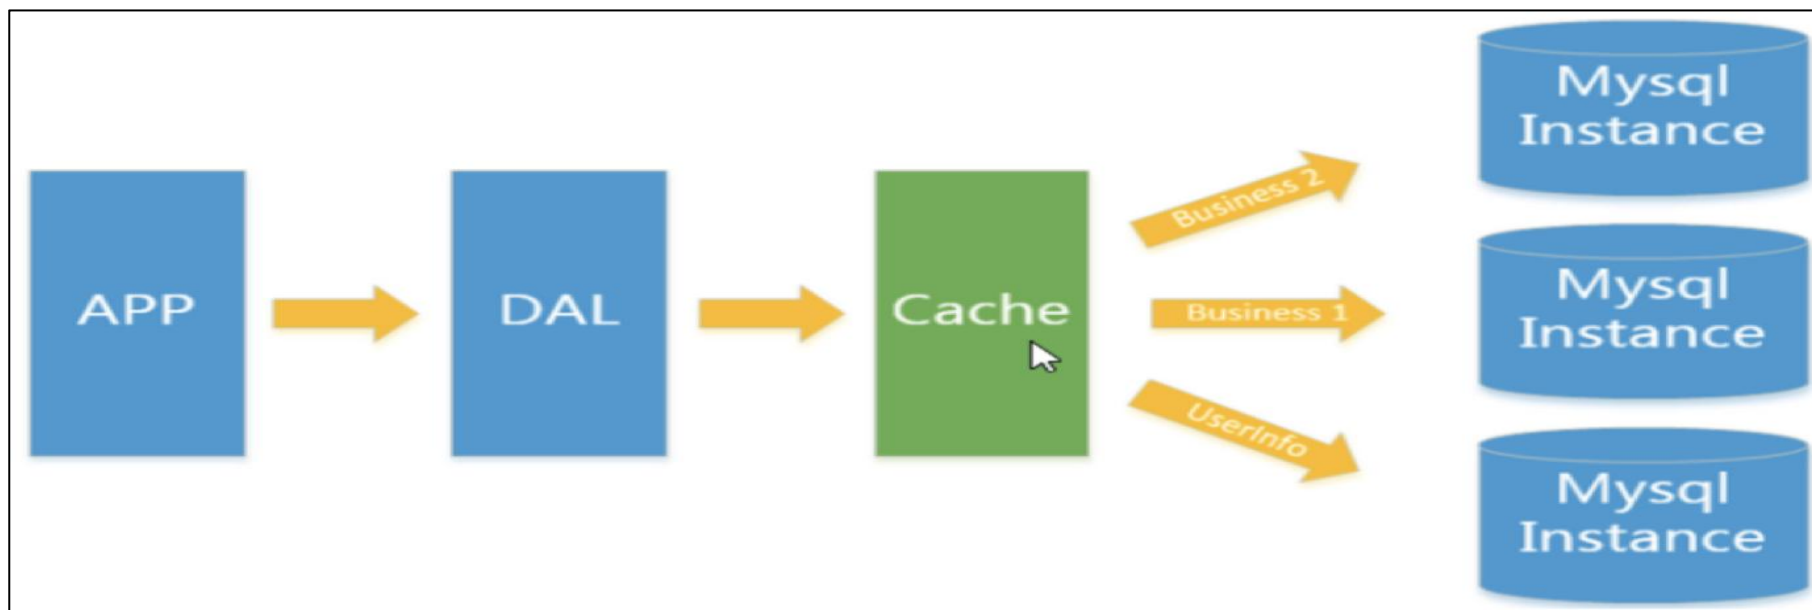 APP
DAL
Cache
Business 2
Business 1
UserInfo
Mysql
Instance
Mysql
Instance
Mysql
Instance